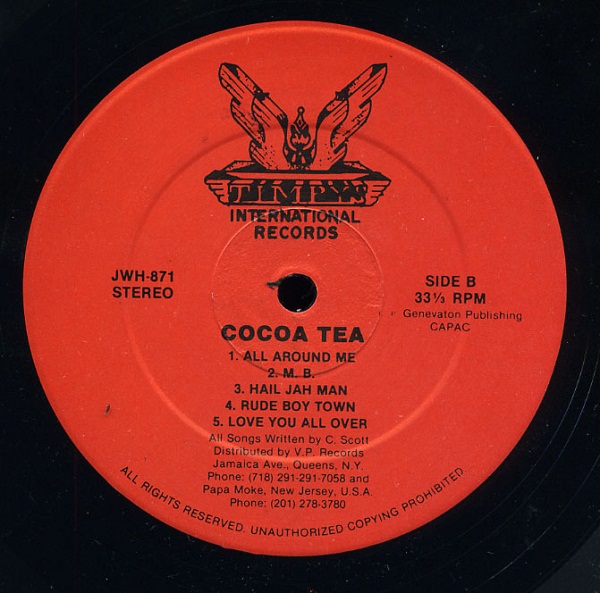 TIMP'S
INTERNATIONAL
RECORDS
JWH-871
STEREO
SIDE B
33⅓ RPM
Genevaton Publishing
CAPAC
COCOA TEA
1. ALL AROUND ME
2. M. B.
3. HAIL JAH MAN
4. RUDE BOY TOWN
5. LOVE YOU ALL OVER
All Songs Written by C. Scott
Distributed by V.P. Records
Jamaica Ave., Queens, N.Y.
Phone: (718) 291-291-7058 and
Papa Moke, New Jersey, U.S.A.
Phone: (201) 278-3780
ALL RIGHTS RESERVED. UNAUTHORIZED COPYING PROHIBITED